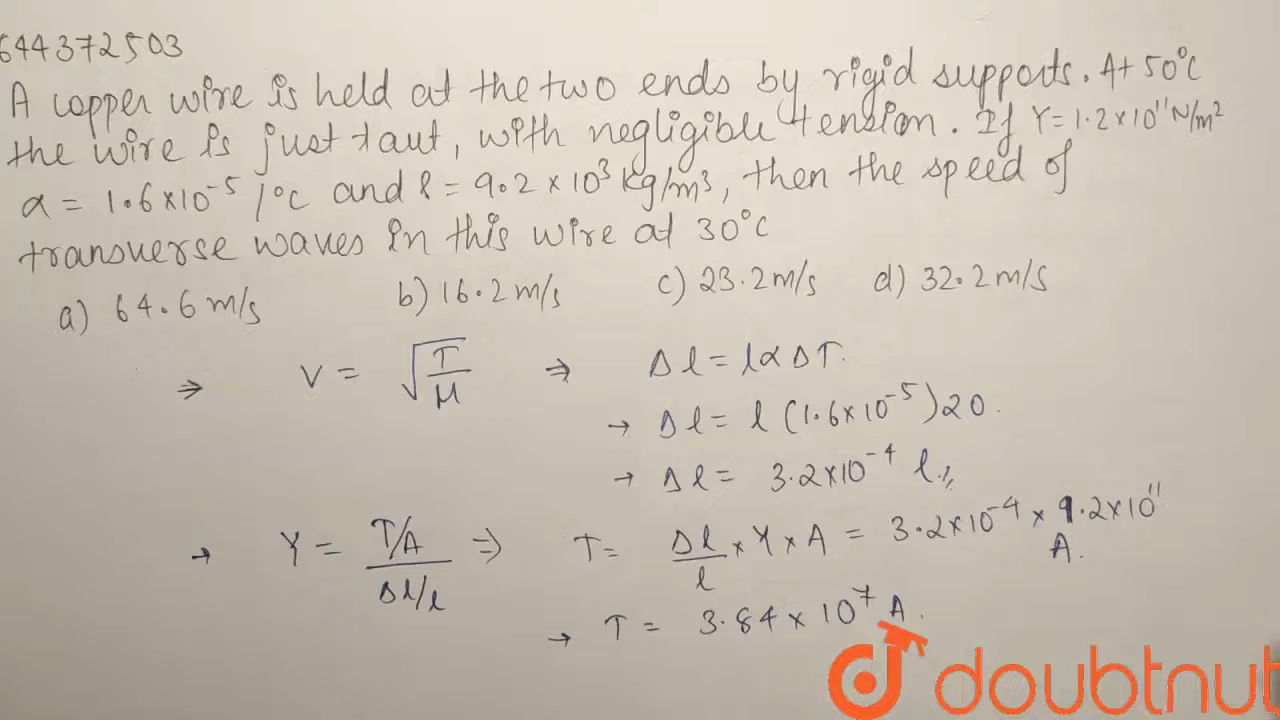 644372503
A copper wire is held at the two ends by rigid supports. At 50°C
the wire is just taut, with negligible tension. If Y = 1.2×10¹¹ N/m²
α = 1.6×10⁻⁵ /°C and ℓ = 9.2 × 10³ kg/m³, then the speed of
transverse waves in this wire at 30°C
a) 64.6 m/s b) 16.2 m/s c) 23.2 m/s d) 32.2 m/s
⇒ V = √(T/μ) ⇒ Δl = lαΔT.
→ Δl = l (1.6×10⁻⁵) 20.
→ Δl = 3.2×10⁻⁴ l.
→ Y = (T/A)/(Δl/l) ⇒ T = Δl/l × Y × A = 3.2×10⁻⁴ × 9.2×10¹¹
A.
→ T = 3.84 × 10⁷ A.
doubtnut